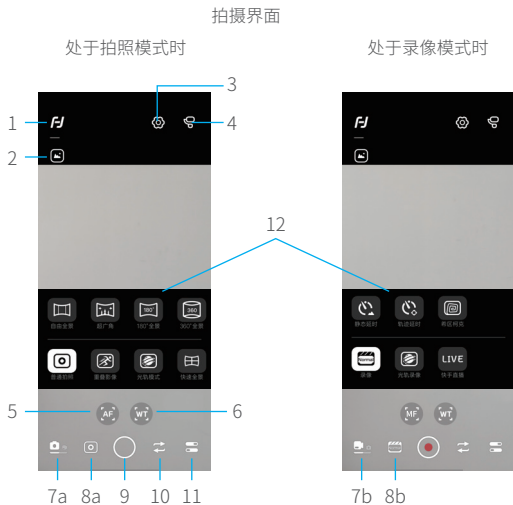 拍摄界面
处于拍照模式时
处于录像模式时
3
1
4
2
12
自由全景
超广角
180°全景
360°全景
180°
360
普通拍照
重叠影像
光轨模式
快速全景
静态延时
轨迹延时
希区柯克
Normal
LIVE
录像
光轨录像
快手直播
5
AF
WT
6
MF
WT
7a
8a
9
10
11
7b
8b